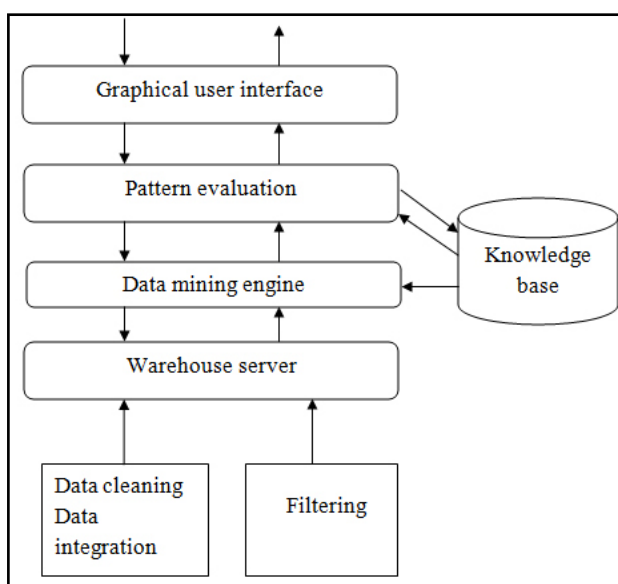 Graphical user interface
Pattern evaluation
Knowledge
base
Data mining engine
Warehouse server
Data cleaning
Data
integration
Filtering